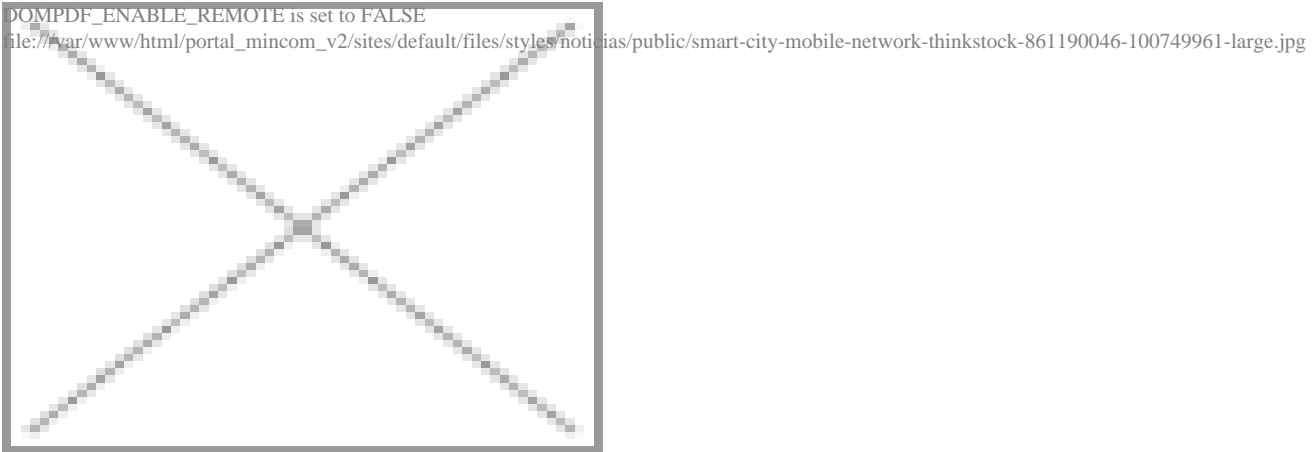 DOMPDF_ENABLE_REMOTE is set to FALSE
file:///var/www/html/portal_mincom_v2/sites/default/files/styles/noticias/public/smart-city-mobile-network-thinkstock-861190046-100749961-large.jpg